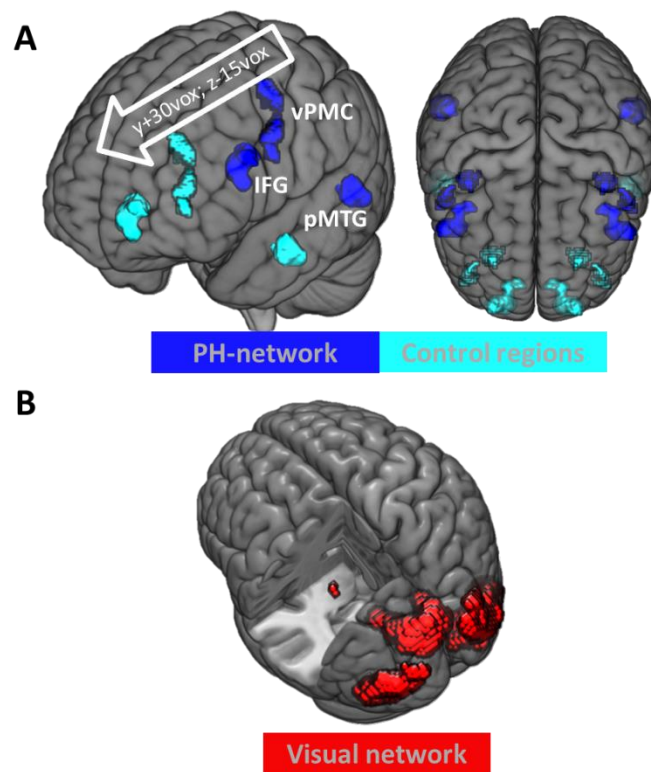 A
y+30vox; z-15vox
vPMC
IFG
pMTG
PH-network
Control regions
B
Visual network